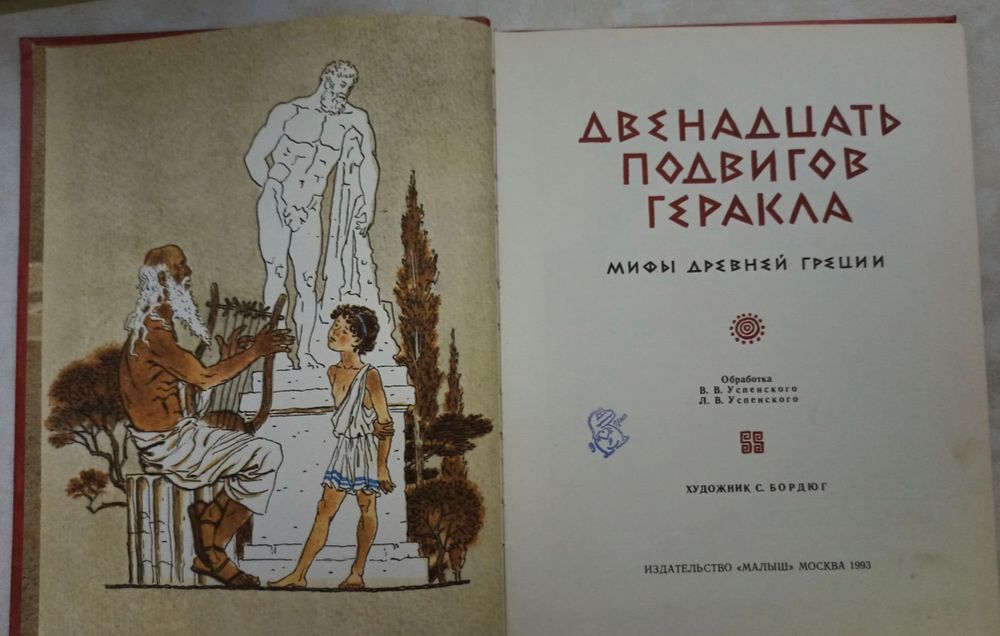 ДВЕНАДЦАТЬ
ПОДВИГОВ
ГЕРАКЛА
МИФЫ ДРЕВНЕЙ ГРЕЦИИ
Обработка
В. В. Успенского
Л. В. Успенского
ХУДОЖНИК С. БОРДЮГ
ИЗДАТЕЛЬСТВО «МАЛЫШ» МОСКВА 1993